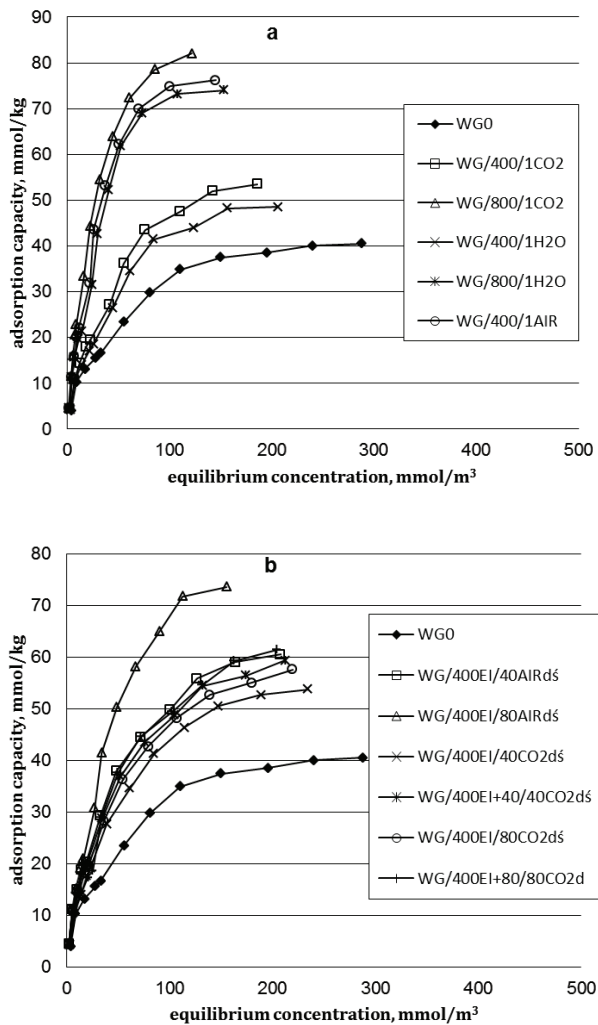 a
adsorption capacity, mmol/kg
90
80
70
60
50
40
30
20
10
0
0 100 200 300 400 500
equilibrium concentration, mmol/m³
WG0
WG/400/1CO2
WG/800/1CO2
WG/400/1H2O
WG/800/1H2O
WG/400/1AIR
b
adsorption capacity, mmol/kg
80
70
60
50
40
30
20
10
0
0 100 200 300 400 500
equilibrium concentration, mmol/m³
WG0
WG/400EI/40AIRdś
WG/400EI/80AIRdś
WG/400EI/40CO2dś
WG/400EI+40/40CO2dś
WG/400EI/80CO2dś
WG/400EI+80/80CO2d